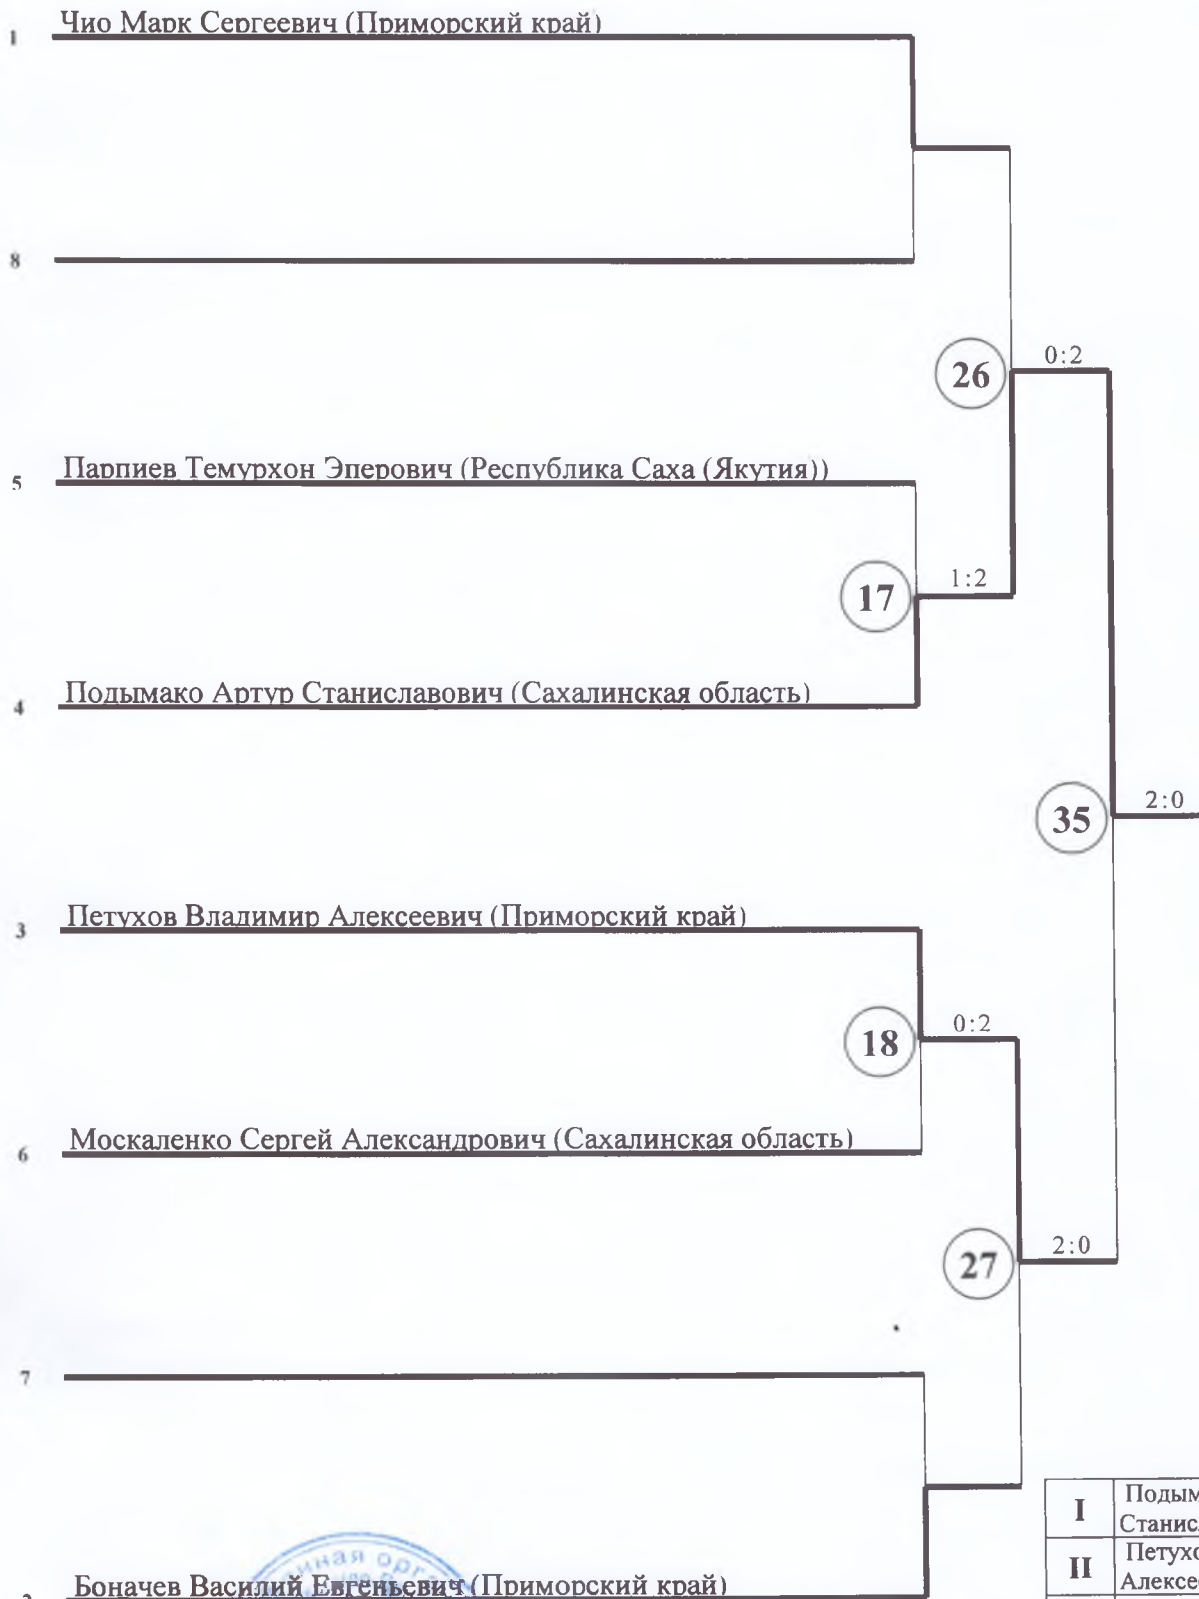 Чио Марк Сергеевич (Приморский край)
1
8
0:2
26
Парпиев Темурхон Эперович (Республика Саха (Якутия))
5
1:2
17
Подымако Артур Станиславович (Сахалинская область)
4
2:0
35
Петухов Владимир Алексеевич (Приморский край)
3
0:2
18
Москаленко Сергей Александрович (Сахалинская область)
6
2:0
27
7
I
II
Боначев Василий Евгеньевич (Приморский край)